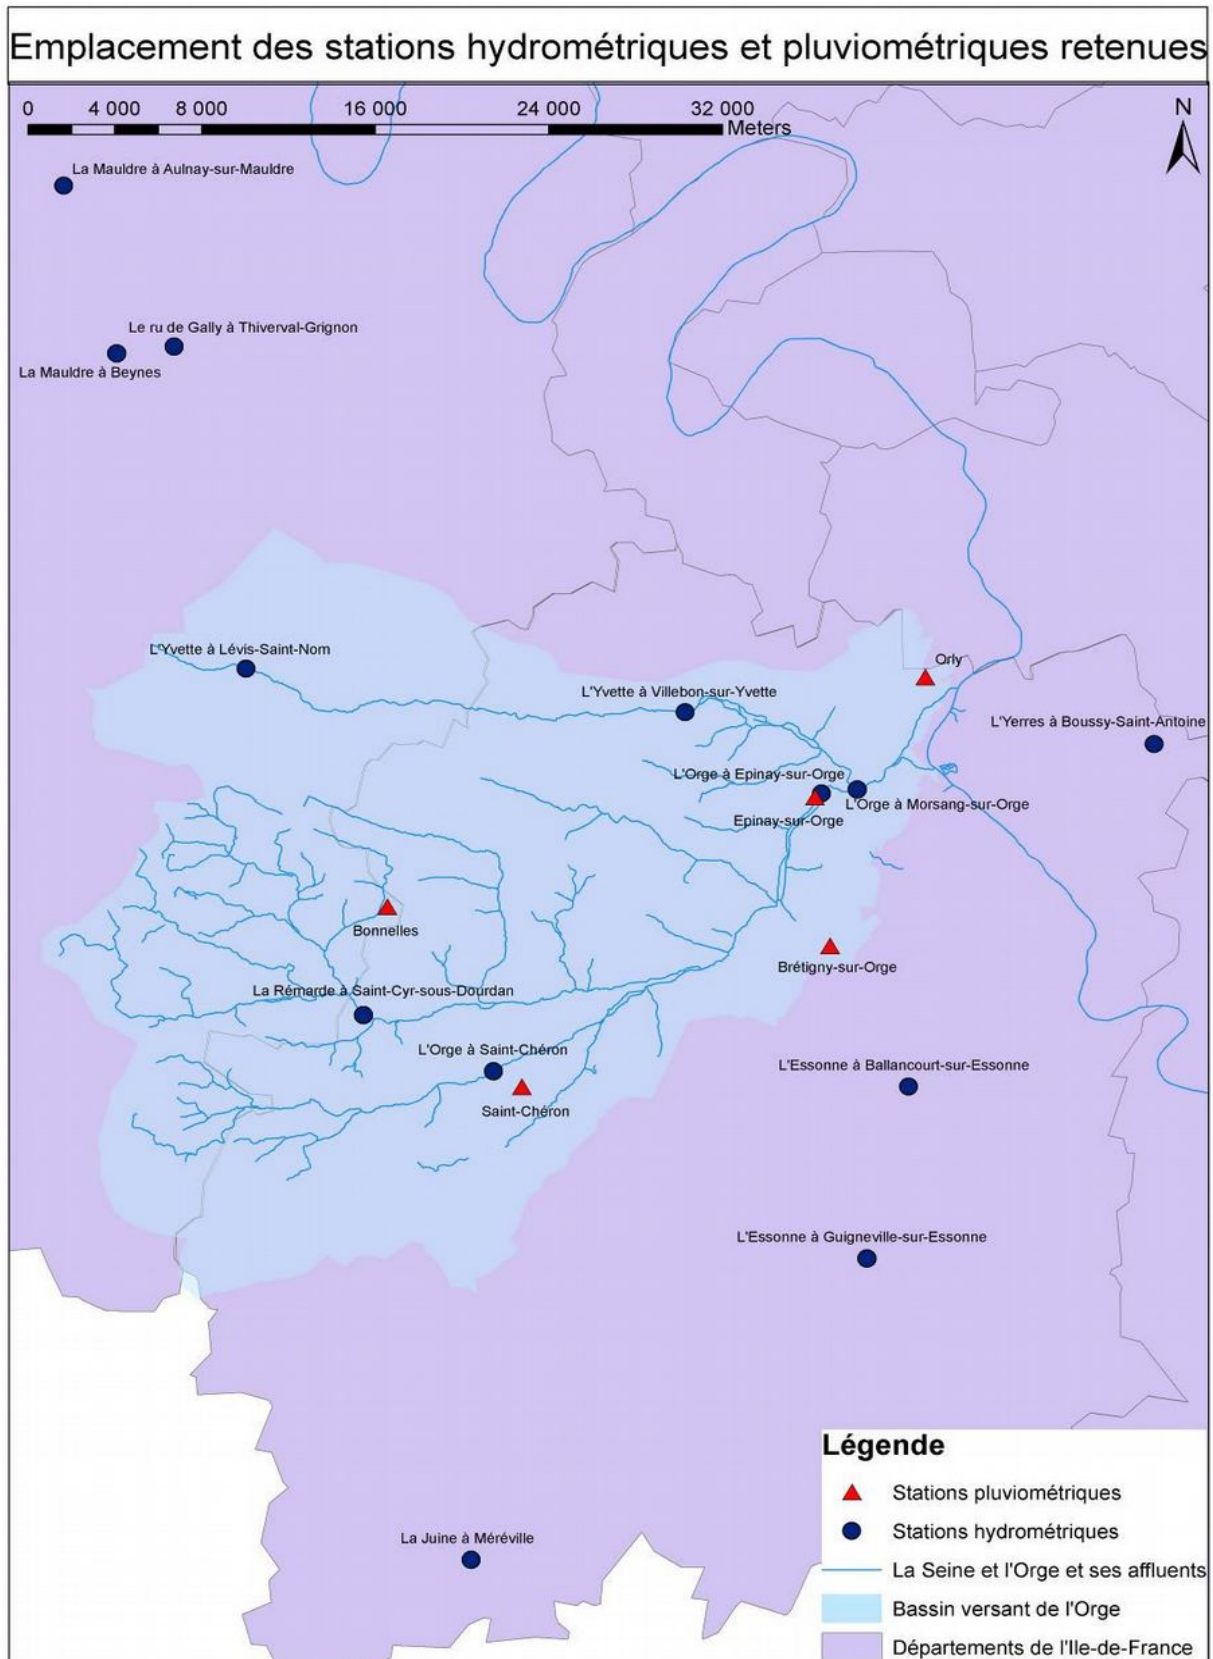 Emplacement des stations hydrométriques et pluviométriques retenues
0 4 000 8 000 16 000 24 000 32 000
Meters
N
La Mauldre à Aulnay-sur-Mauldre
Le ru de Gally à Thiverval-Grignon
La Mauldre à Beynes
L'Yvette à Lévis-Saint-Nom
Orly
L'Yvette à Villebon-sur-Yvette
L'Yerres à Boussy-Saint-Antoine
L'Orge à Epinay-sur-Orge
L'Orge à Morsang-sur-Orge
Epinay-sur-Orge
Bonnelles
Brétigny-sur-Orge
La Rémarde à Saint-Cyr-sous-Dourdan
L'Orge à Saint-Chéron
L'Essonne à Ballancourt-sur-Essonne
Saint-Chéron
L'Essonne à Guigneville-sur-Essonne
La Juine à Méréville
Légende
Stations pluviométriques
Stations hydrométriques
La Seine et l'Orge et ses affluents
Bassin versant de l'Orge
Départements de l'Ile-de-France